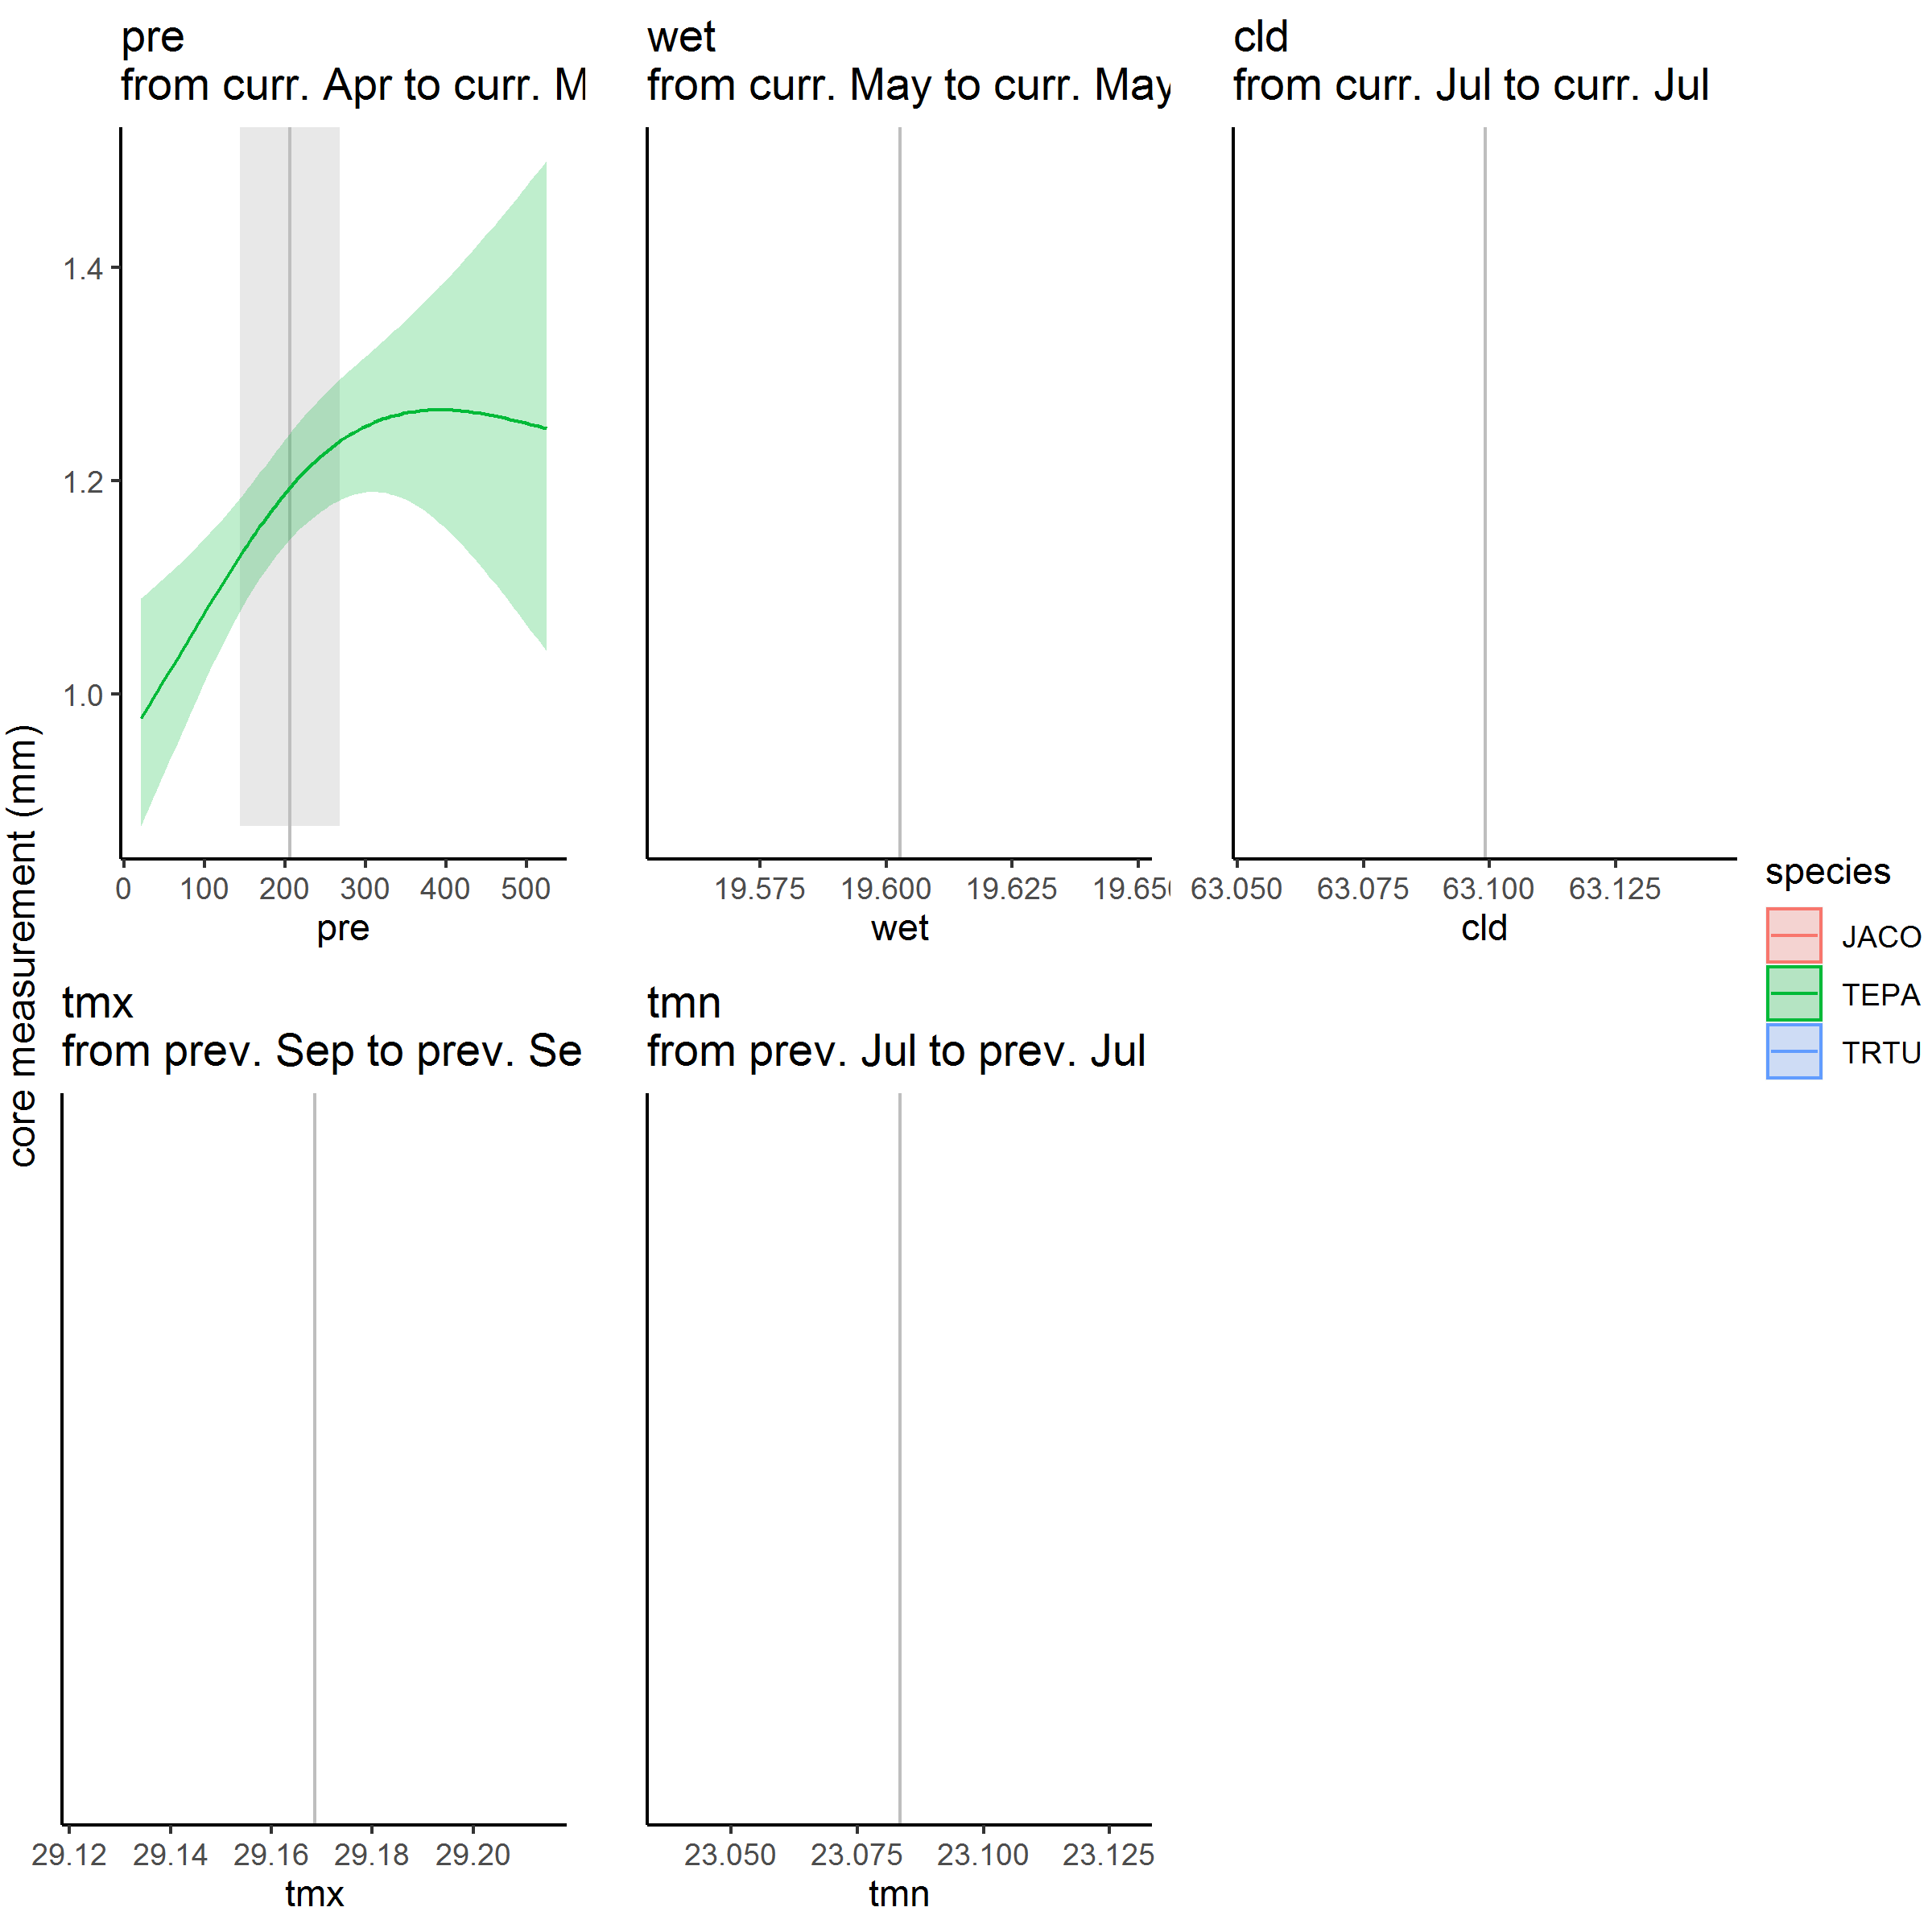 pre
from curr. Apr to curr. M
wet
from curr. May to curr. May
cld
from curr. Jul to curr. Jul
core measurement (mm)
1.4
1.2
1.0
0 100 200 300 400 500
pre
19.575 19.600 19.625 19.650
wet
63.050 63.075 63.100 63.125
cld
species
JACO
TEPA
TRTU
tmx
from prev. Sep to prev. Se
tmn
from prev. Jul to prev. Jul
29.12 29.14 29.16 29.18 29.20
tmx
23.050 23.075 23.100 23.125
tmn